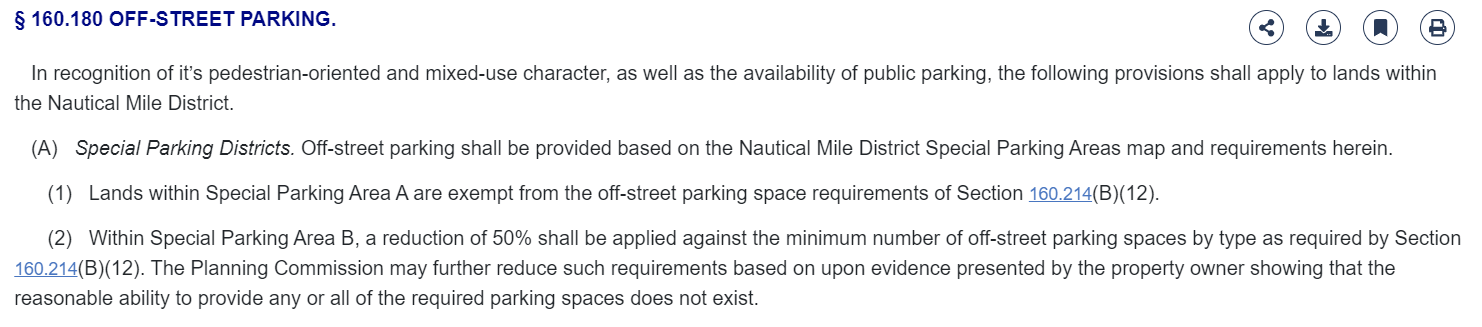 § 160.180 OFF-STREET PARKING.
In recognition of it’s pedestrian-oriented and mixed-use character, as well as the availability of public parking, the following provisions shall apply to lands within
the Nautical Mile District.
(A) Special Parking Districts. Off-street parking shall be provided based on the Nautical Mile District Special Parking Areas map and requirements herein.
(1) Lands within Special Parking Area A are exempt from the off-street parking space requirements of Section 160.214(B)(12).
(2) Within Special Parking Area B, a reduction of 50% shall be applied against the minimum number of off-street parking spaces by type as required by Section
160.214(B)(12). The Planning Commission may further reduce such requirements based on upon evidence presented by the property owner showing that the
reasonable ability to provide any or all of the required parking spaces does not exist.